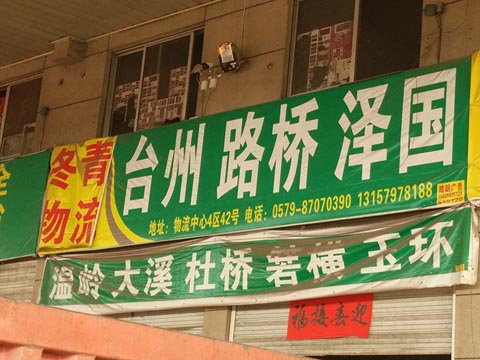 冬青
物流
台州 路桥 泽国
地址: 物流中心4区42号 电话: 0579-87070390 13157978188
温岭 大溪 杜桥 箬横 玉环
福接喜迎